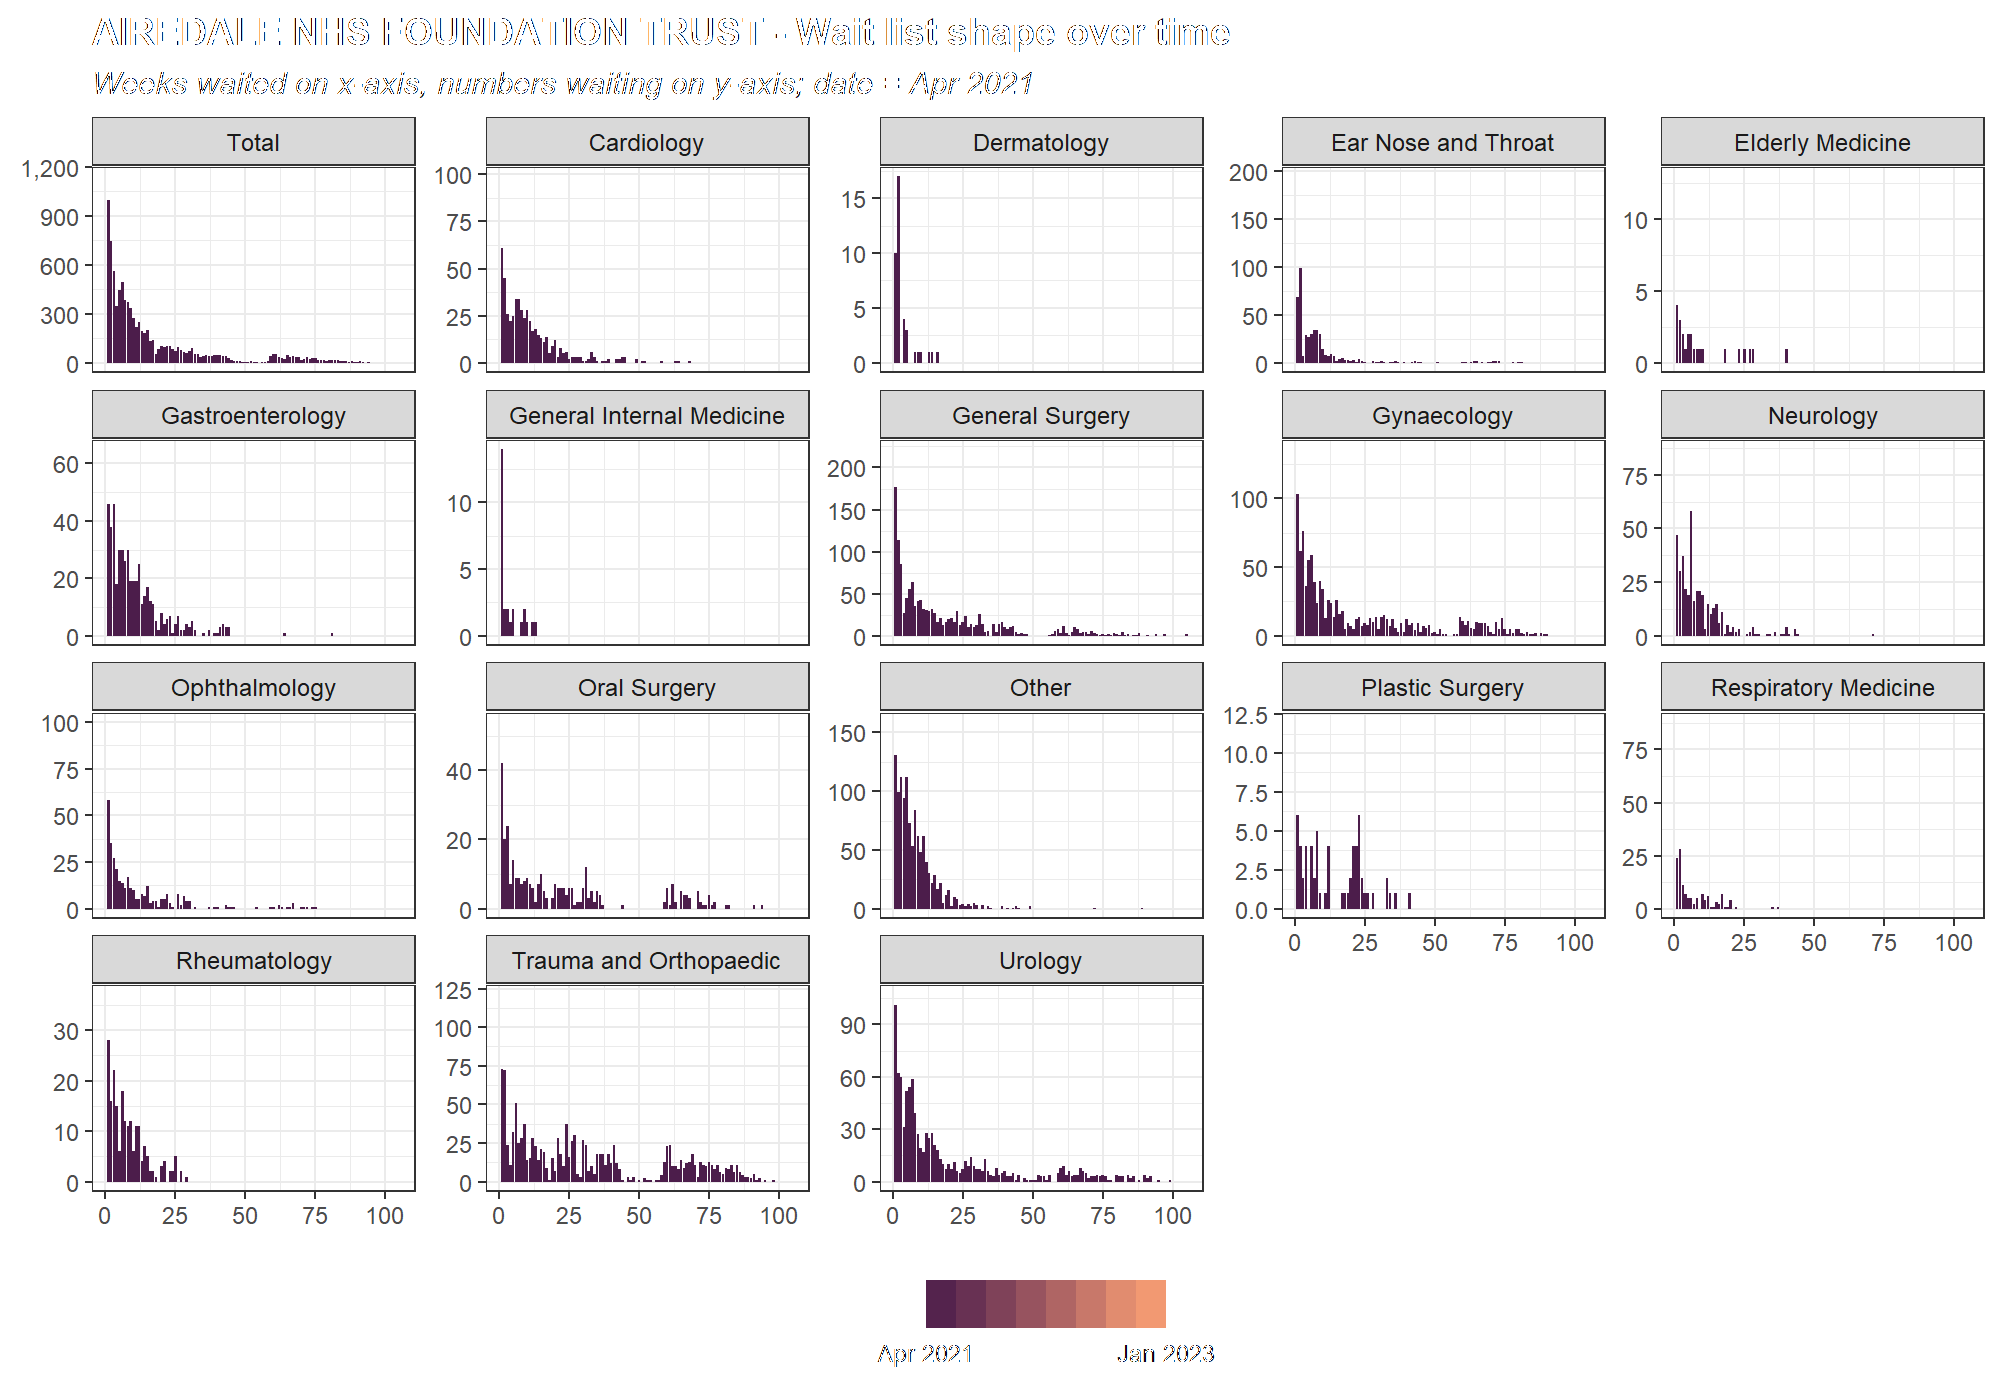 AIREDALE NHS FOUNDATION TRUST - Wait list shape over time
Weeks waited on x-axis, numbers waiting on y-axis; date = Apr 2021
Total
1,200
900
600
300
0
Cardiology
100
75
50
25
0
Dermatology
15
10
5
0
Ear Nose and Throat
200
150
100
50
0
Elderly Medicine
10
5
0
Gastroenterology
60
40
20
0
General Internal Medicine
10
5
0
General Surgery
200
150
100
50
0
Gynaecology
100
50
0
Neurology
75
50
25
0
Ophthalmology
100
75
50
25
0
Oral Surgery
40
20
0
Other
150
100
50
0
Plastic Surgery
12.5
10.0
7.5
5.0
2.5
0.0
0 25 50 75 100
Respiratory Medicine
75
50
25
0
0 25 50 75 100
Rheumatology
30
20
10
0
0 25 50 75 100
Trauma and Orthopaedic
125
100
75
50
25
0
0 25 50 75 100
Urology
90
60
30
0
0 25 50 75 100
Apr 2021 Jan 2023